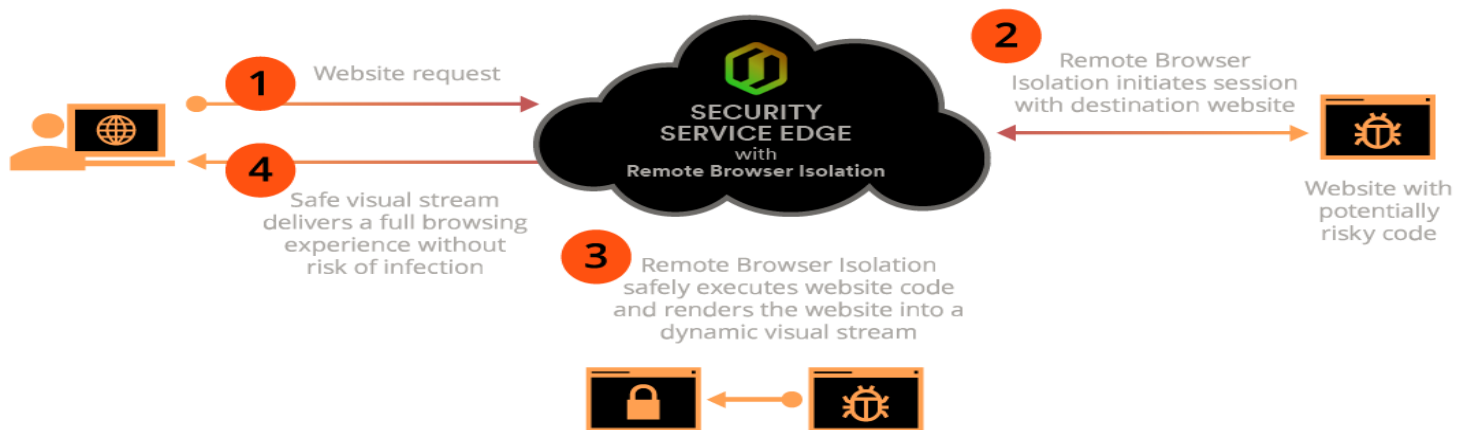 1
Website request
SECURITY
SERVICE EDGE
with
Remote Browser Isolation
2
Remote Browser
Isolation initiates session
with destination website
Website with
potentially
risky code
4
Safe visual stream
delivers a full browsing
experience without
risk of infection
3
Remote Browser Isolation
safely executes website code
and renders the website into a
dynamic visual stream